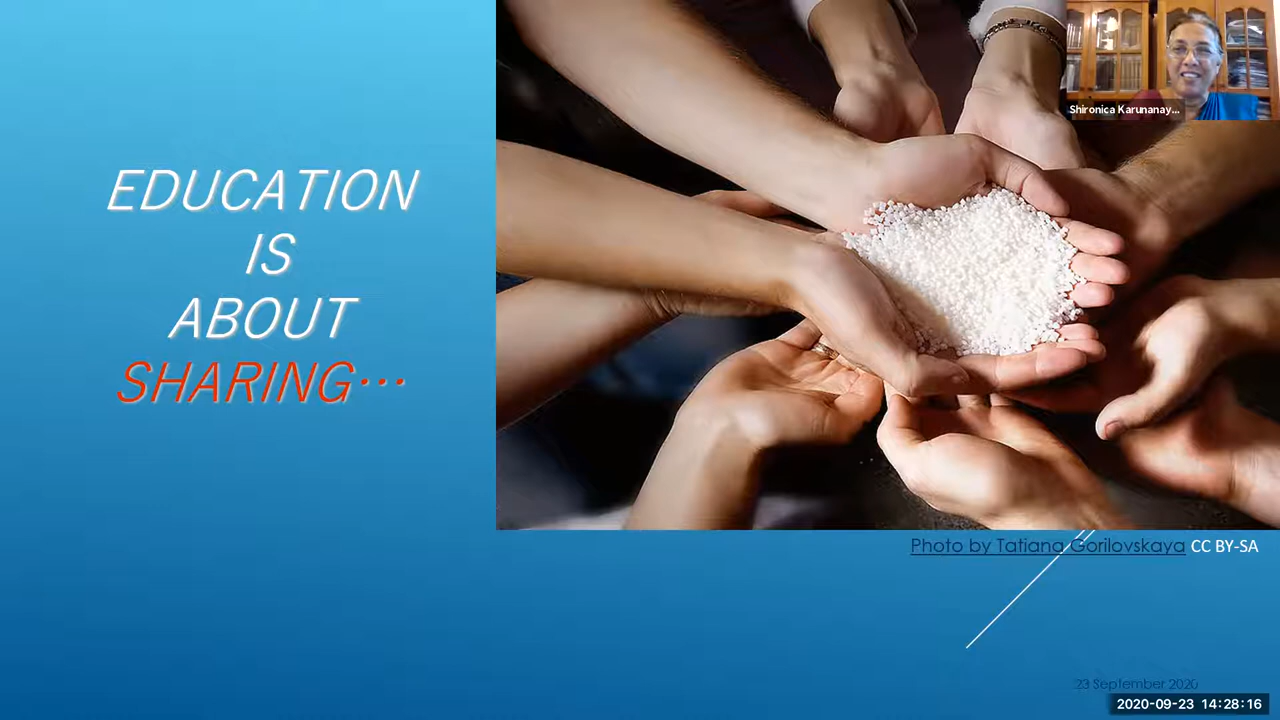 EDUCATION
IS
ABOUT
SHARING...
Shironica Karunanay...
Photo by Tatiana Gorilovskaya CC BY-SA
23 September 2020
2020-09-23 14:28:16